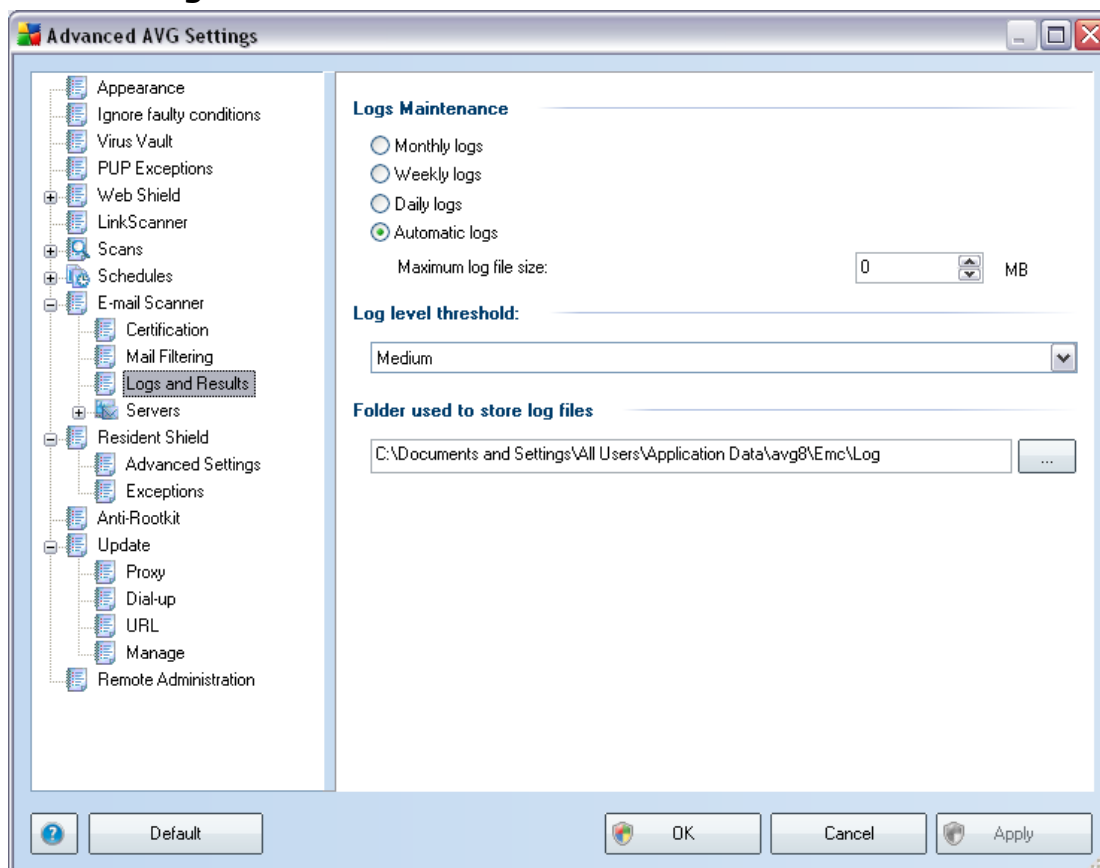 Advanced AVG Settings
Appearance
Ignore faulty conditions
Virus Vault
PUP Exceptions
Web Shield
LinkScanner
Scans
Schedules
E-mail Scanner
Certification
Mail Filtering
Logs and Results
Servers
Resident Shield
Advanced Settings
Exceptions
Anti-Rootkit
Update
Proxy
Dial-up
URL
Manage
Remote Administration
Logs Maintenance
Monthly logs
Weekly logs
Daily logs
Automatic logs
Maximum log file size: 0 MB
Log level threshold:
Medium
Folder used to store log files
C:\Documents and Settings\All Users\Application Data\avg8\Emc\Log ...
Default OK Cancel Apply